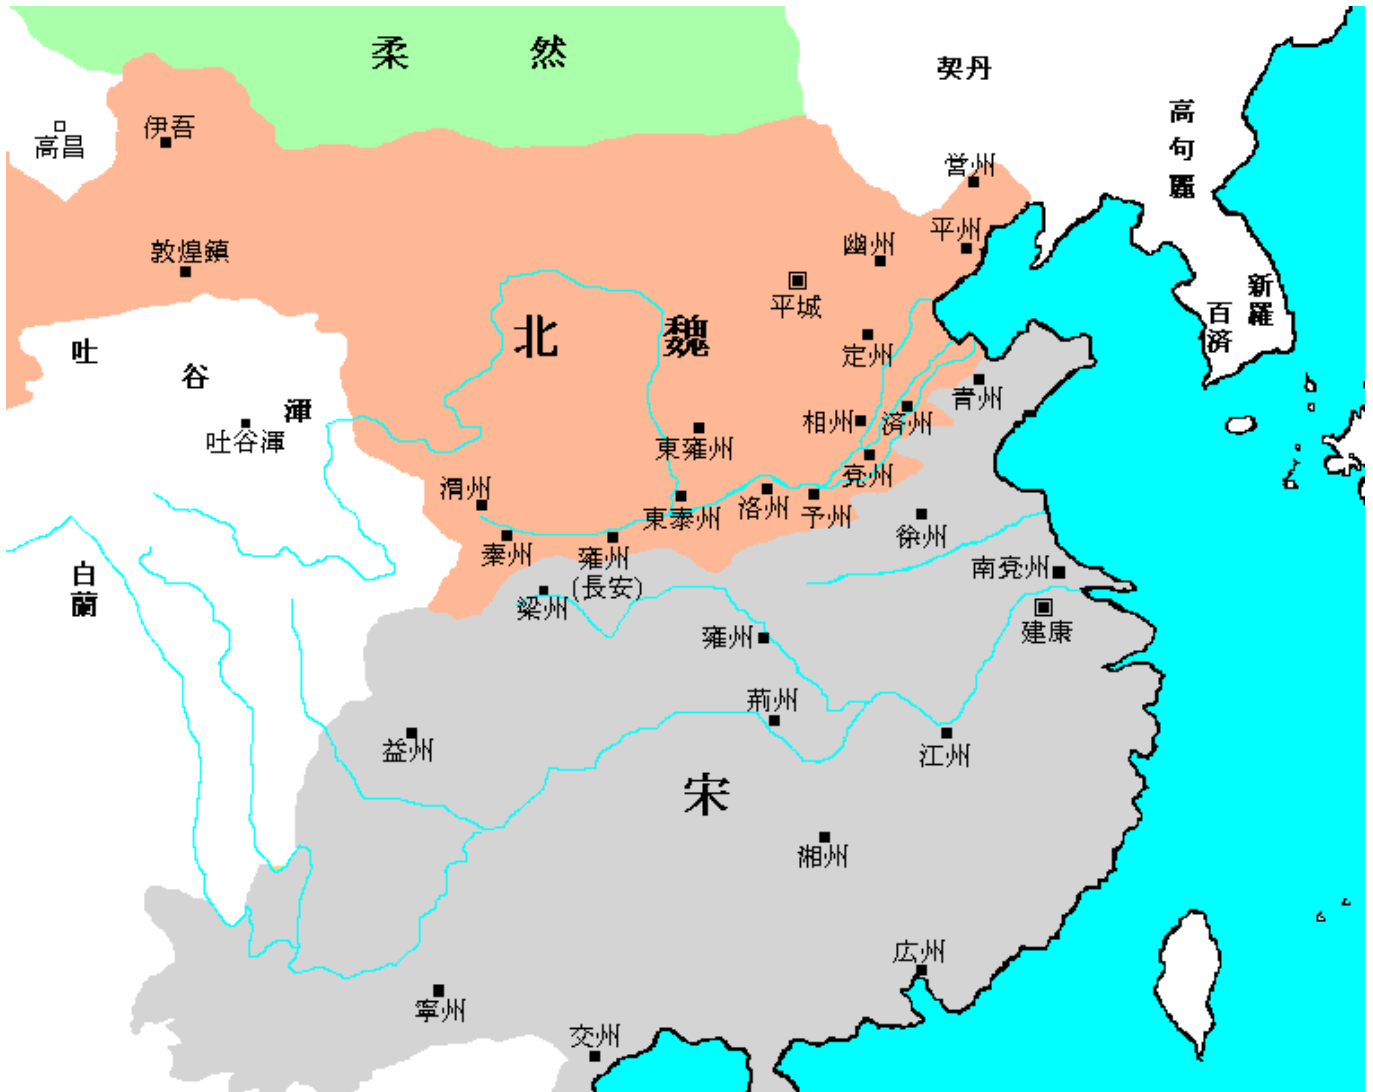 柔然
契丹
高句麗
伊吾
高昌
営州
平州
幽州
敦煌鎮
平城
新羅
百済
北魏
定州
吐谷渾
青州
済州
相州
吐谷渾
東雍州
兗州
渭州
洛州
予州
東秦州
徐州
秦州
雍州
(長安)
南兗州
白蘭
梁州
建康
雍州
荊州
益州
江州
宋
湘州
広州
寧州
交州